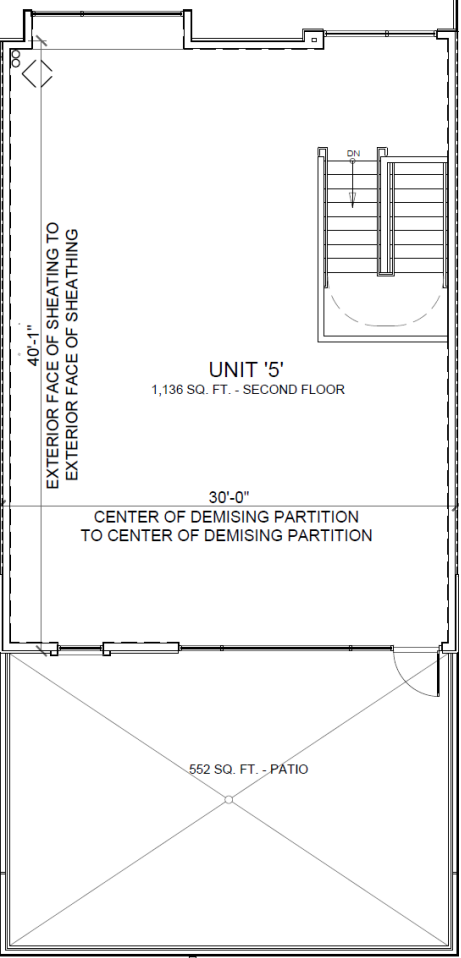 DN
40'-1"
EXTERIOR FACE OF SHEATING TO
EXTERIOR FACE OF SHEATHING
UNIT '5'
1,136 SQ. FT. - SECOND FLOOR
30'-0"
CENTER OF DEMISING PARTITION
TO CENTER OF DEMISING PARTITION
552 SQ. FT. - PATIO